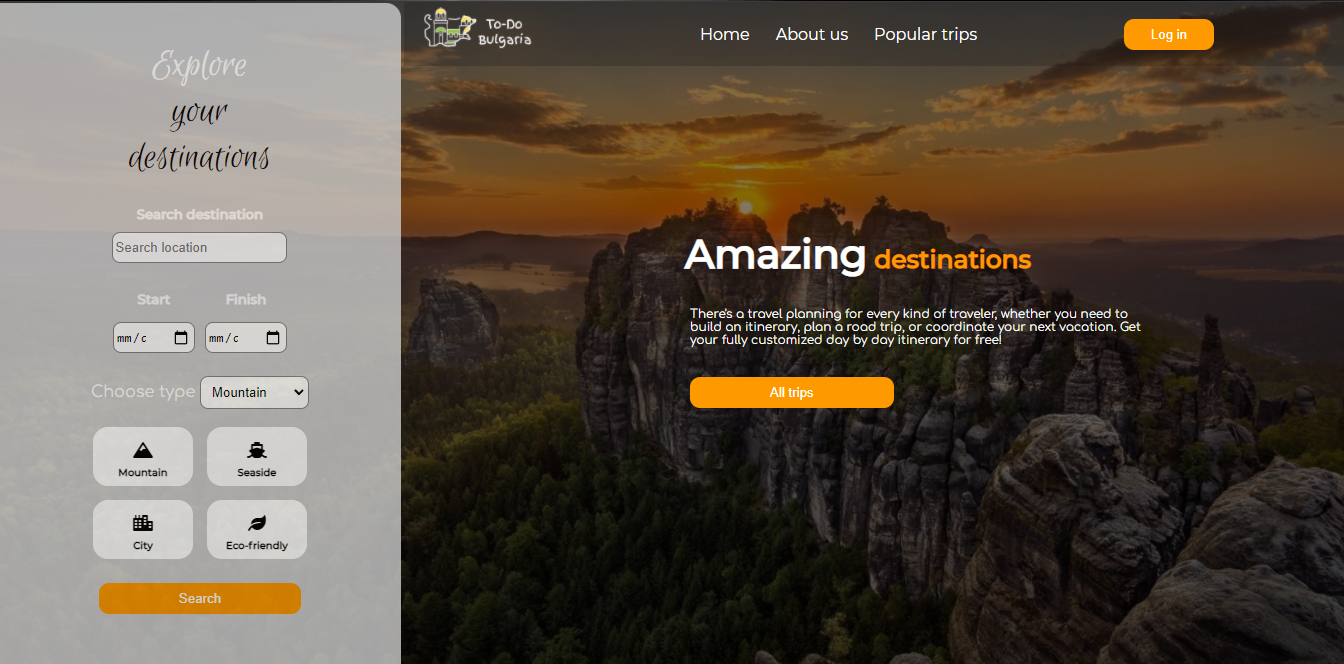 Explore
your
destinations
Search destination
Search location
Start
Finish
mm/c
mm/c
Choose type
Mountain
Mountain
Seaside
City
Eco-friendly
Search
To-Do
Bulgaria
Home
About us
Popular trips
Log in
Amazing destinations
There's a travel planning for every kind of traveler, whether you need to
build an itinerary, plan a road trip, or coordinate your next vacation. Get
your fully customized day by day itinerary for free!
All trips